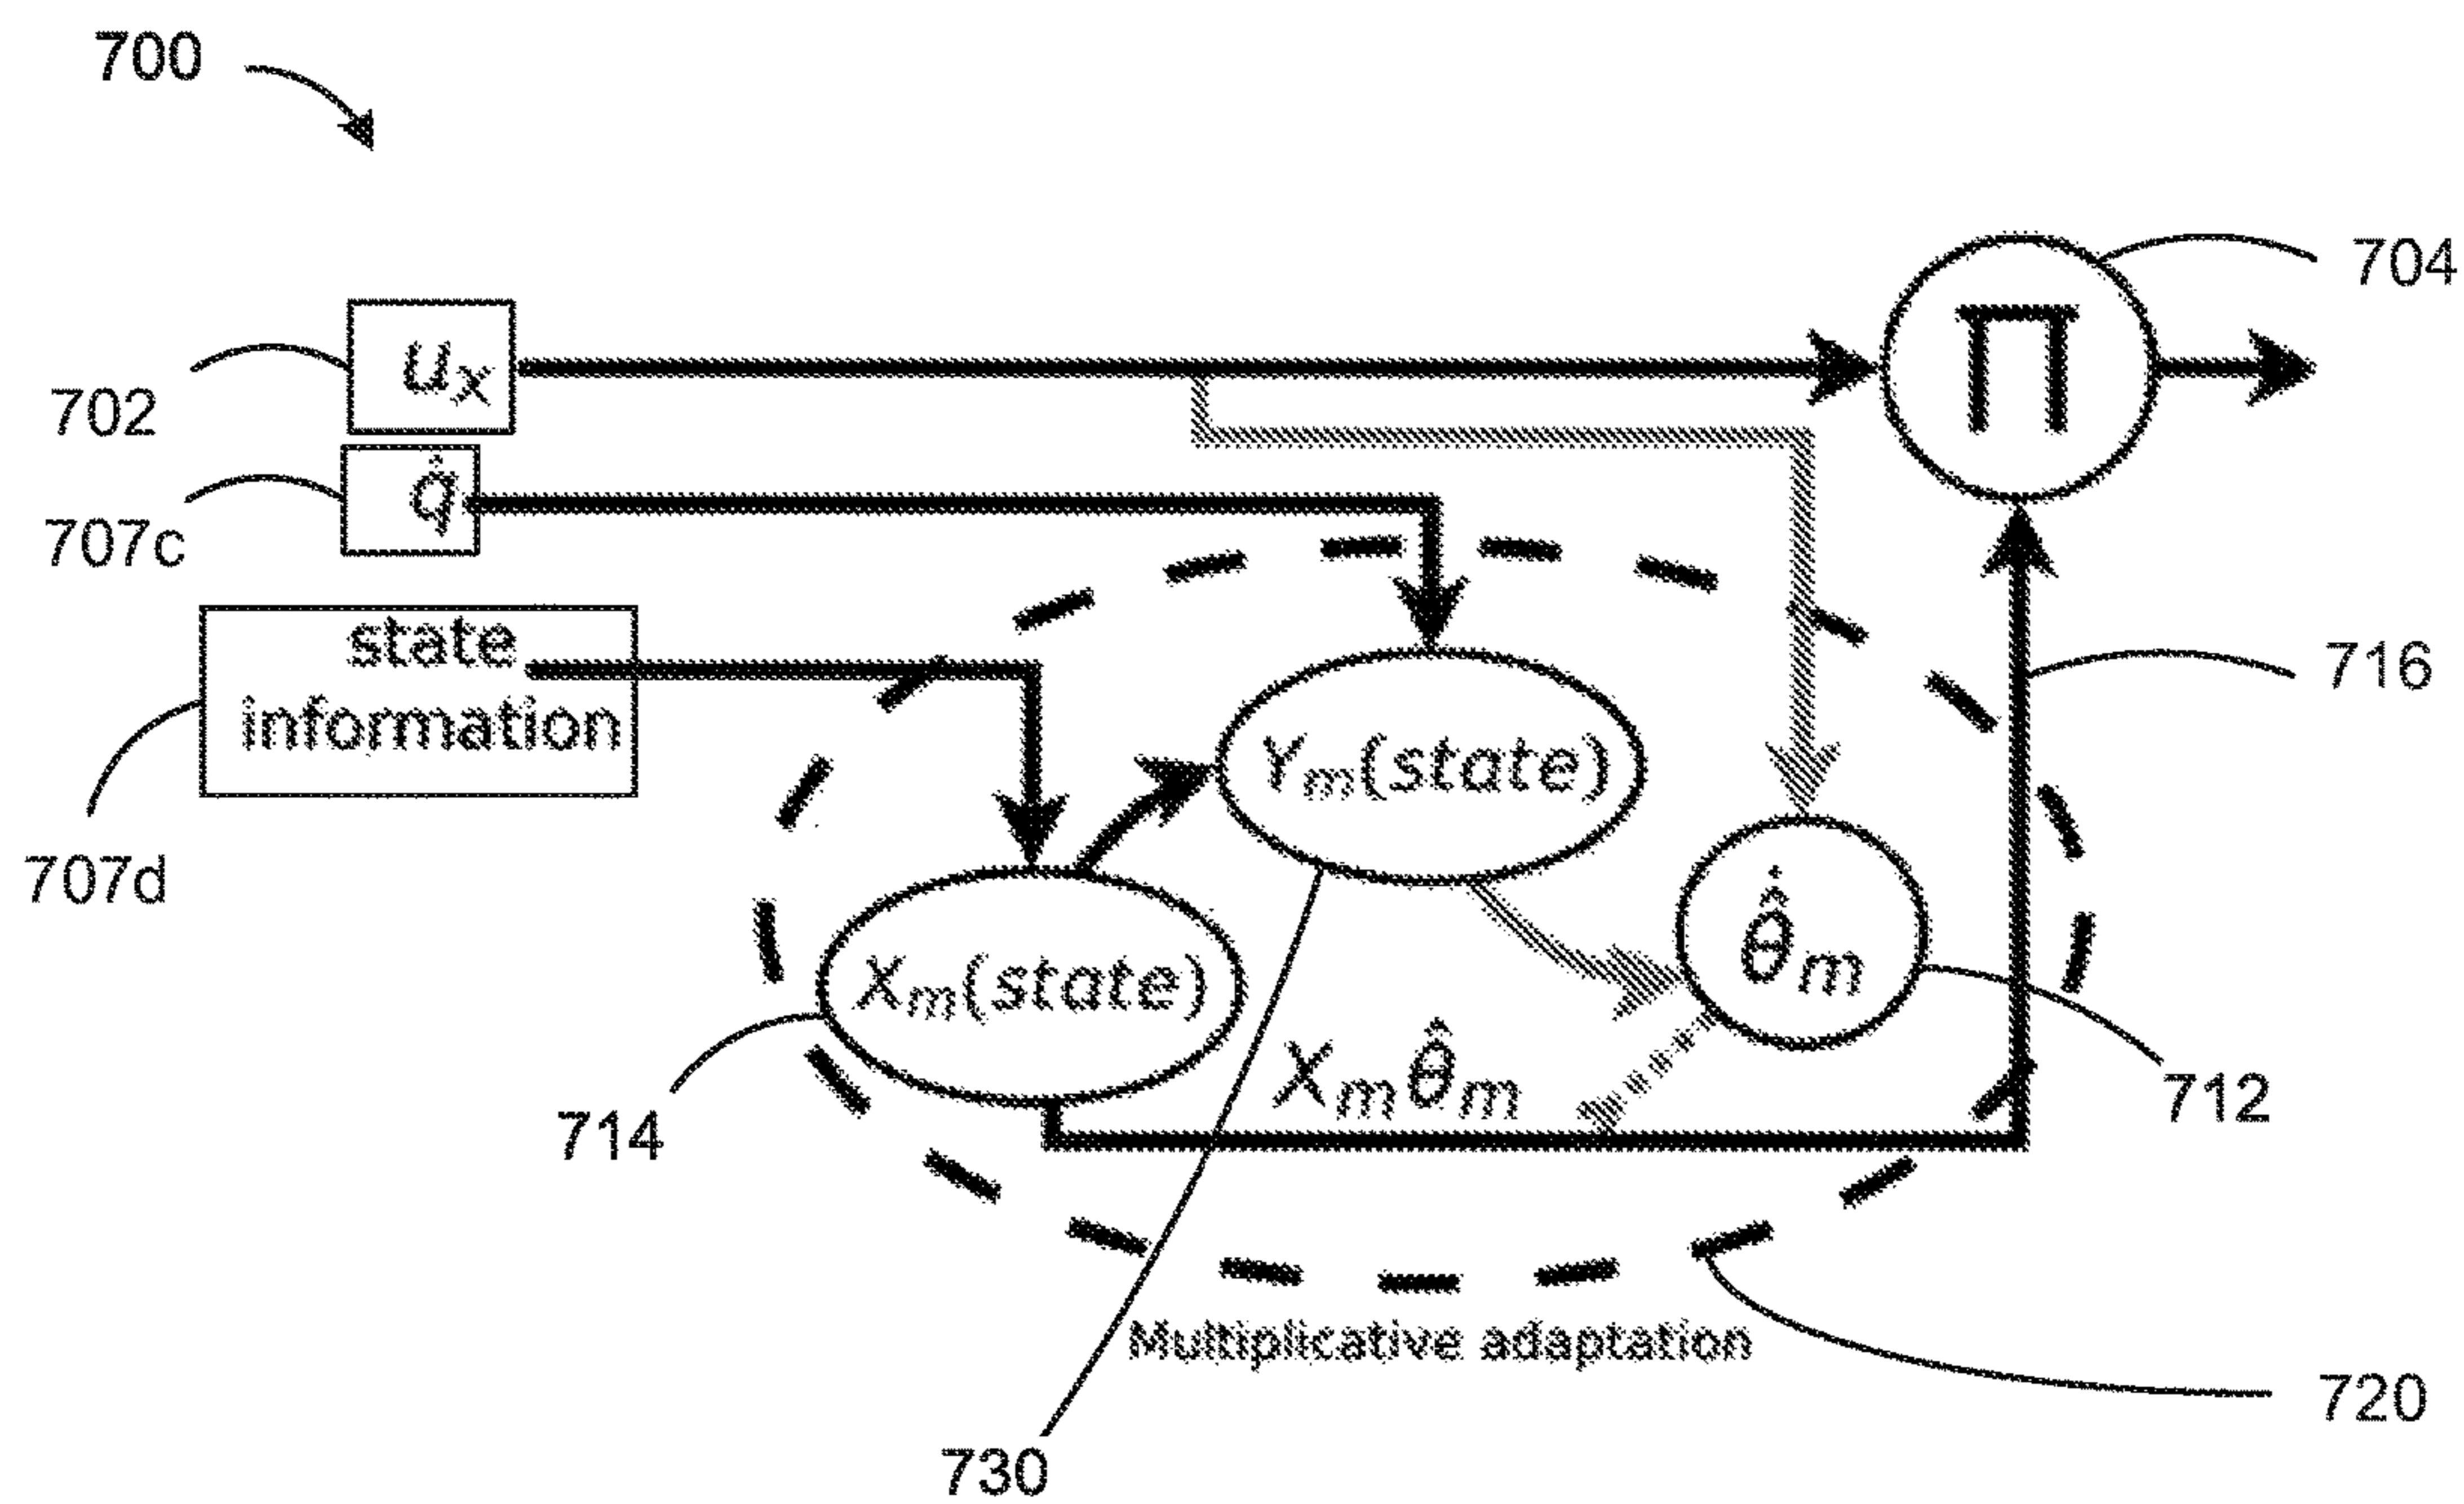 700
704
u_x
702
q̇
707c
state
information
716
Y_m(state)
707d
θ̂̇_m
X_m(state)
X_m θ̂_m
712
714
Multiplicative adaptation
720
730
∏